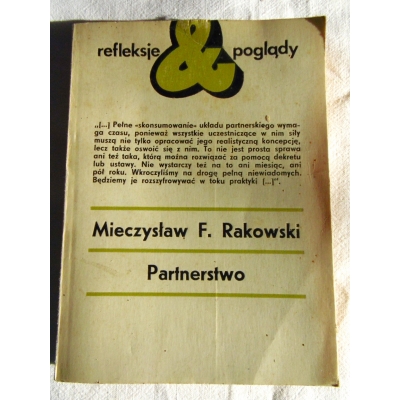 refleksje & poglądy
„[...] Pełne «skonsumowanie» układu partnerskiego wyma-
ga czasu, ponieważ wszystkie uczestniczące w nim siły
muszą nie tylko opracować jego realistyczną koncepcję,
lecz także oswoić się z nim. To nie jest prosta sprawa
ani też taka, którą można rozwiązać za pomocą dekretu
lub ustawy. Nie wystarczy też na to ani miesiąc, ani
pół roku. Wkroczyliśmy na drogę pełną niewiadomych.
Będziemy je rozszyfrowywać w toku praktyki [...]”.
Mieczysław F. Rakowski
Partnerstwo